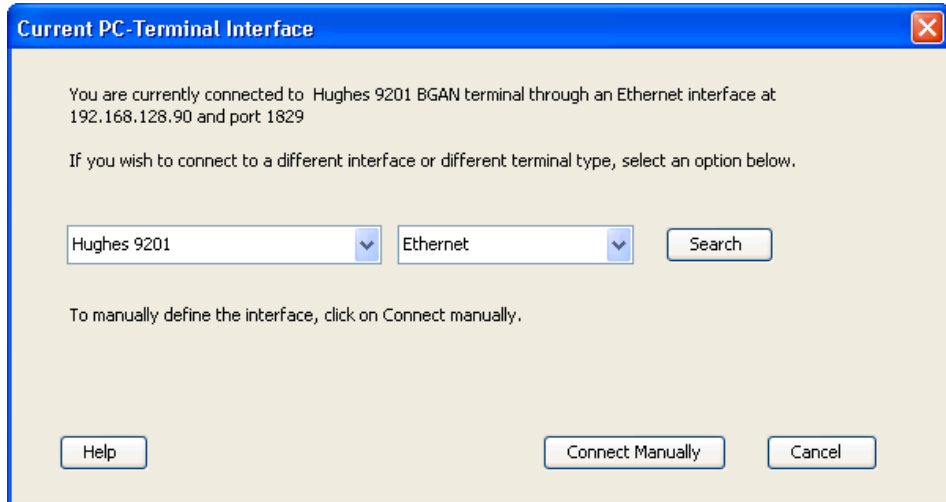 Current PC-Terminal Interface
You are currently connected to Hughes 9201 BGAN terminal through an Ethernet interface at
192.168.128.90 and port 1829
If you wish to connect to a different interface or different terminal type, select an option below.
Hughes 9201 Ethernet Search
To manually define the interface, click on Connect manually.
Help Connect Manually Cancel